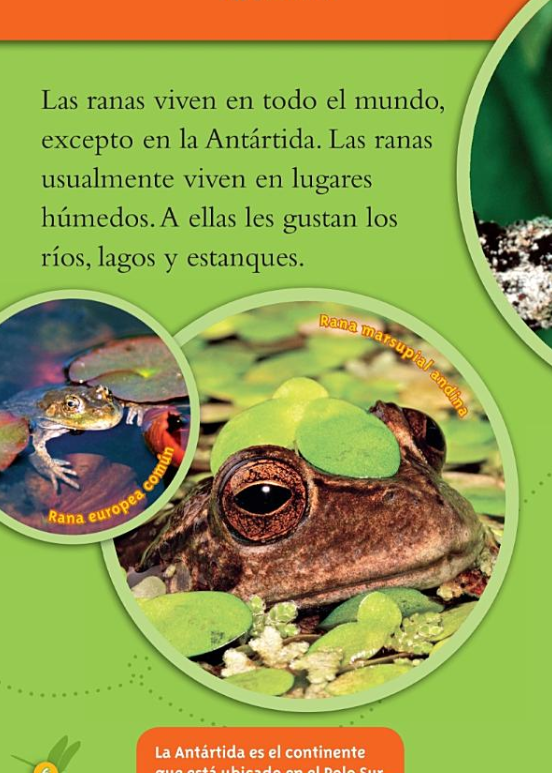 Las ranas viven en todo el mundo,
excepto en la Antártida. Las ranas
usualmente viven en lugares
húmedos. A ellas les gustan los
ríos, lagos y estanques.
Rana marsupial andina
Rana europea común
La Antártida es el continente
que está ubicado en el Polo Sur
6